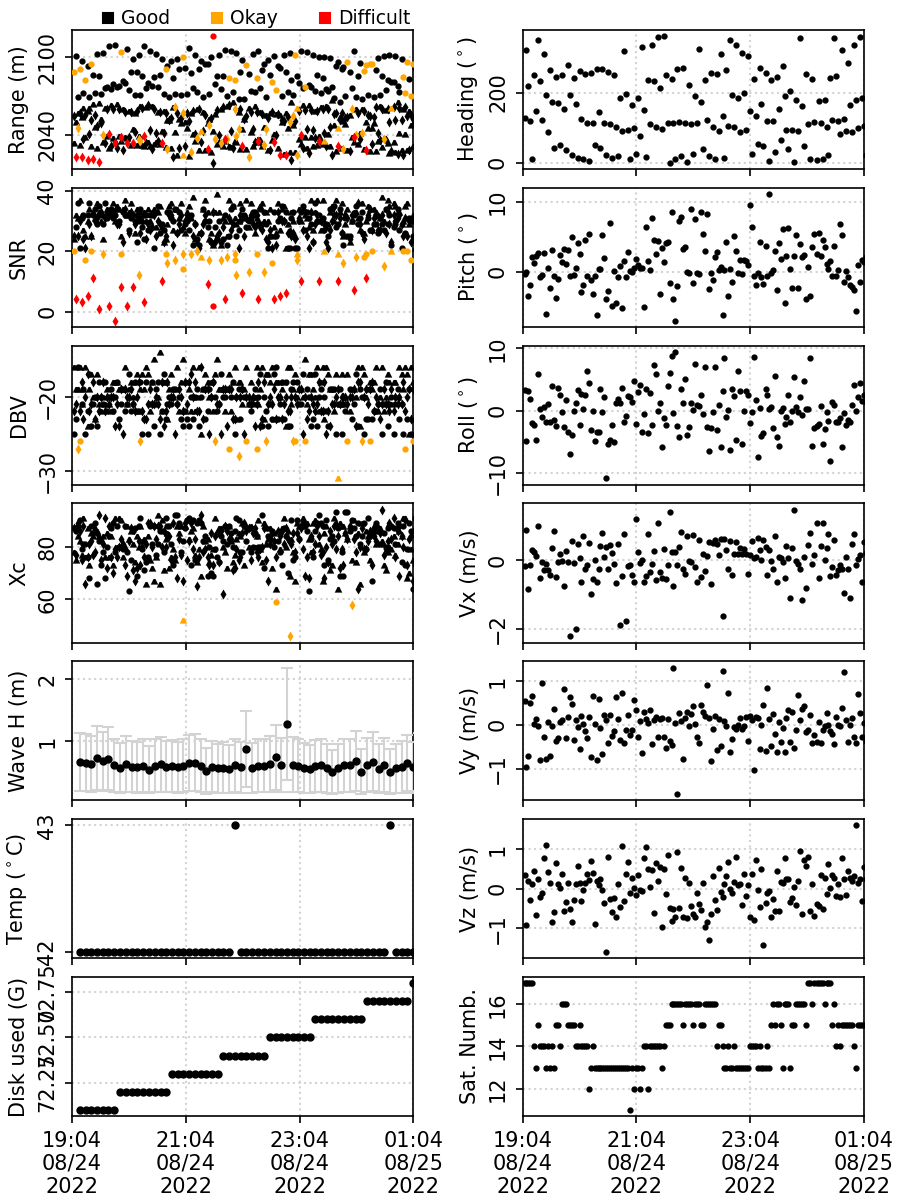 Good Okay Difficult
Range (m)
2100
2040
Heading (°)
200
0
SNR
40
20
0
Pitch (°)
10
0
DBV
−20
−30
Roll (°)
10
0
−10
Xc
80
60
Vx (m/s)
0
−2
Wave H (m)
2
1
Vy (m/s)
1
0
−1
Temp (°C)
43
42
Vz (m/s)
1
0
−1
Disk used (G)
72.75
72.50
72.25
Sat. Numb.
16
14
12
19:04 21:04 23:04 01:04 19:04 21:04 23:04 01:04
08/24 08/24 08/24 08/25 08/24 08/24 08/24 08/25
2022 2022 2022 2022 2022 2022 2022 2022